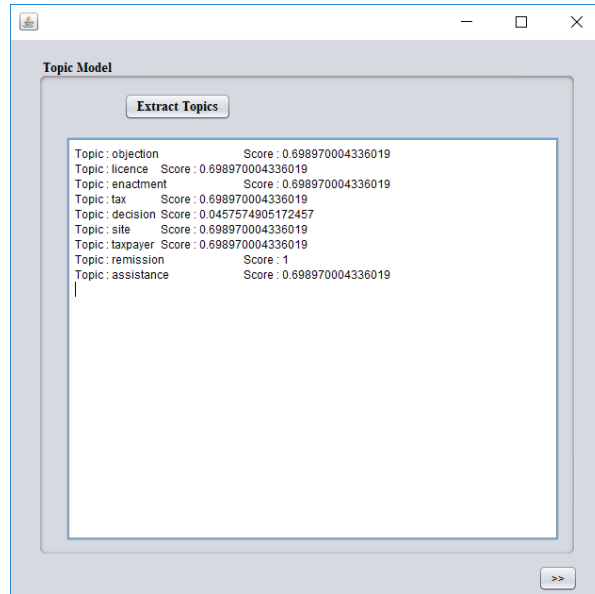 Topic Model
Extract Topics
Topic : objection Score : 0.698970004336019
Topic : licence Score : 0.698970004336019
Topic : enactment Score : 0.698970004336019
Topic : tax Score : 0.698970004336019
Topic : decision Score : 0.0457574905172457
Topic : site Score : 0.698970004336019
Topic : taxpayer Score : 0.698970004336019
Topic : remission Score : 1
Topic : assistance Score : 0.698970004336019
>>